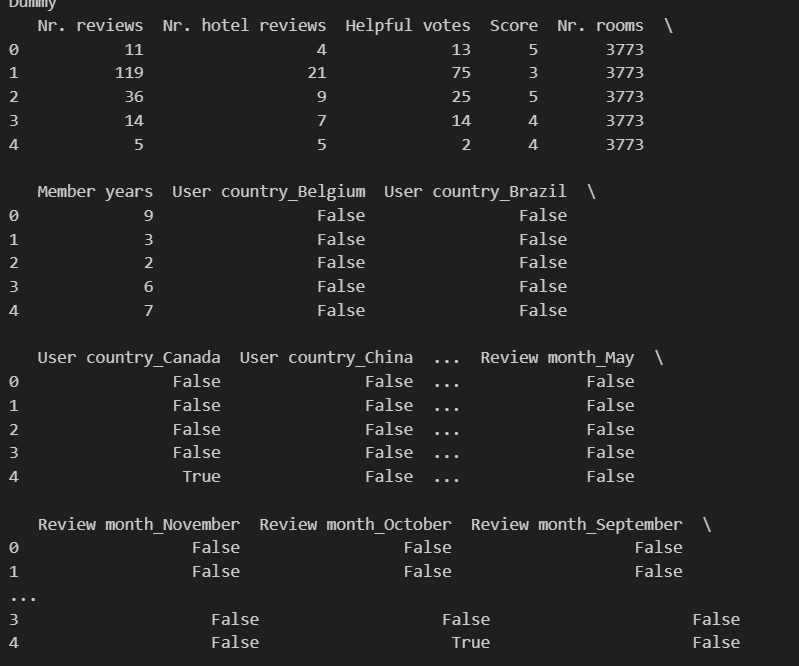 Dummy
   Nr. reviews  Nr. hotel reviews  Helpful votes  Score  Nr. rooms  \
0           11                  4             13      5       3773
1          119                 21             75      3       3773
2           36                  9             25      5       3773
3           14                  7             14      4       3773
4            5                  5              2      4       3773
   Member years  User country_Belgium  User country_Brazil  \
0             9                 False                False
1             3                 False                False
2             2                 False                False
3             6                 False                False
4             7                 False                False
   User country_Canada  User country_China  ...  Review month_May  \
0                False               False  ...             False
1                False               False  ...             False
2                False               False  ...             False
3                False               False  ...             False
4                 True               False  ...             False
   Review month_November  Review month_October  Review month_September  \
0                  False                 False                   False
1                  False                 False                   False
...
3                    False                  False                    False
4                    False                   True                    False